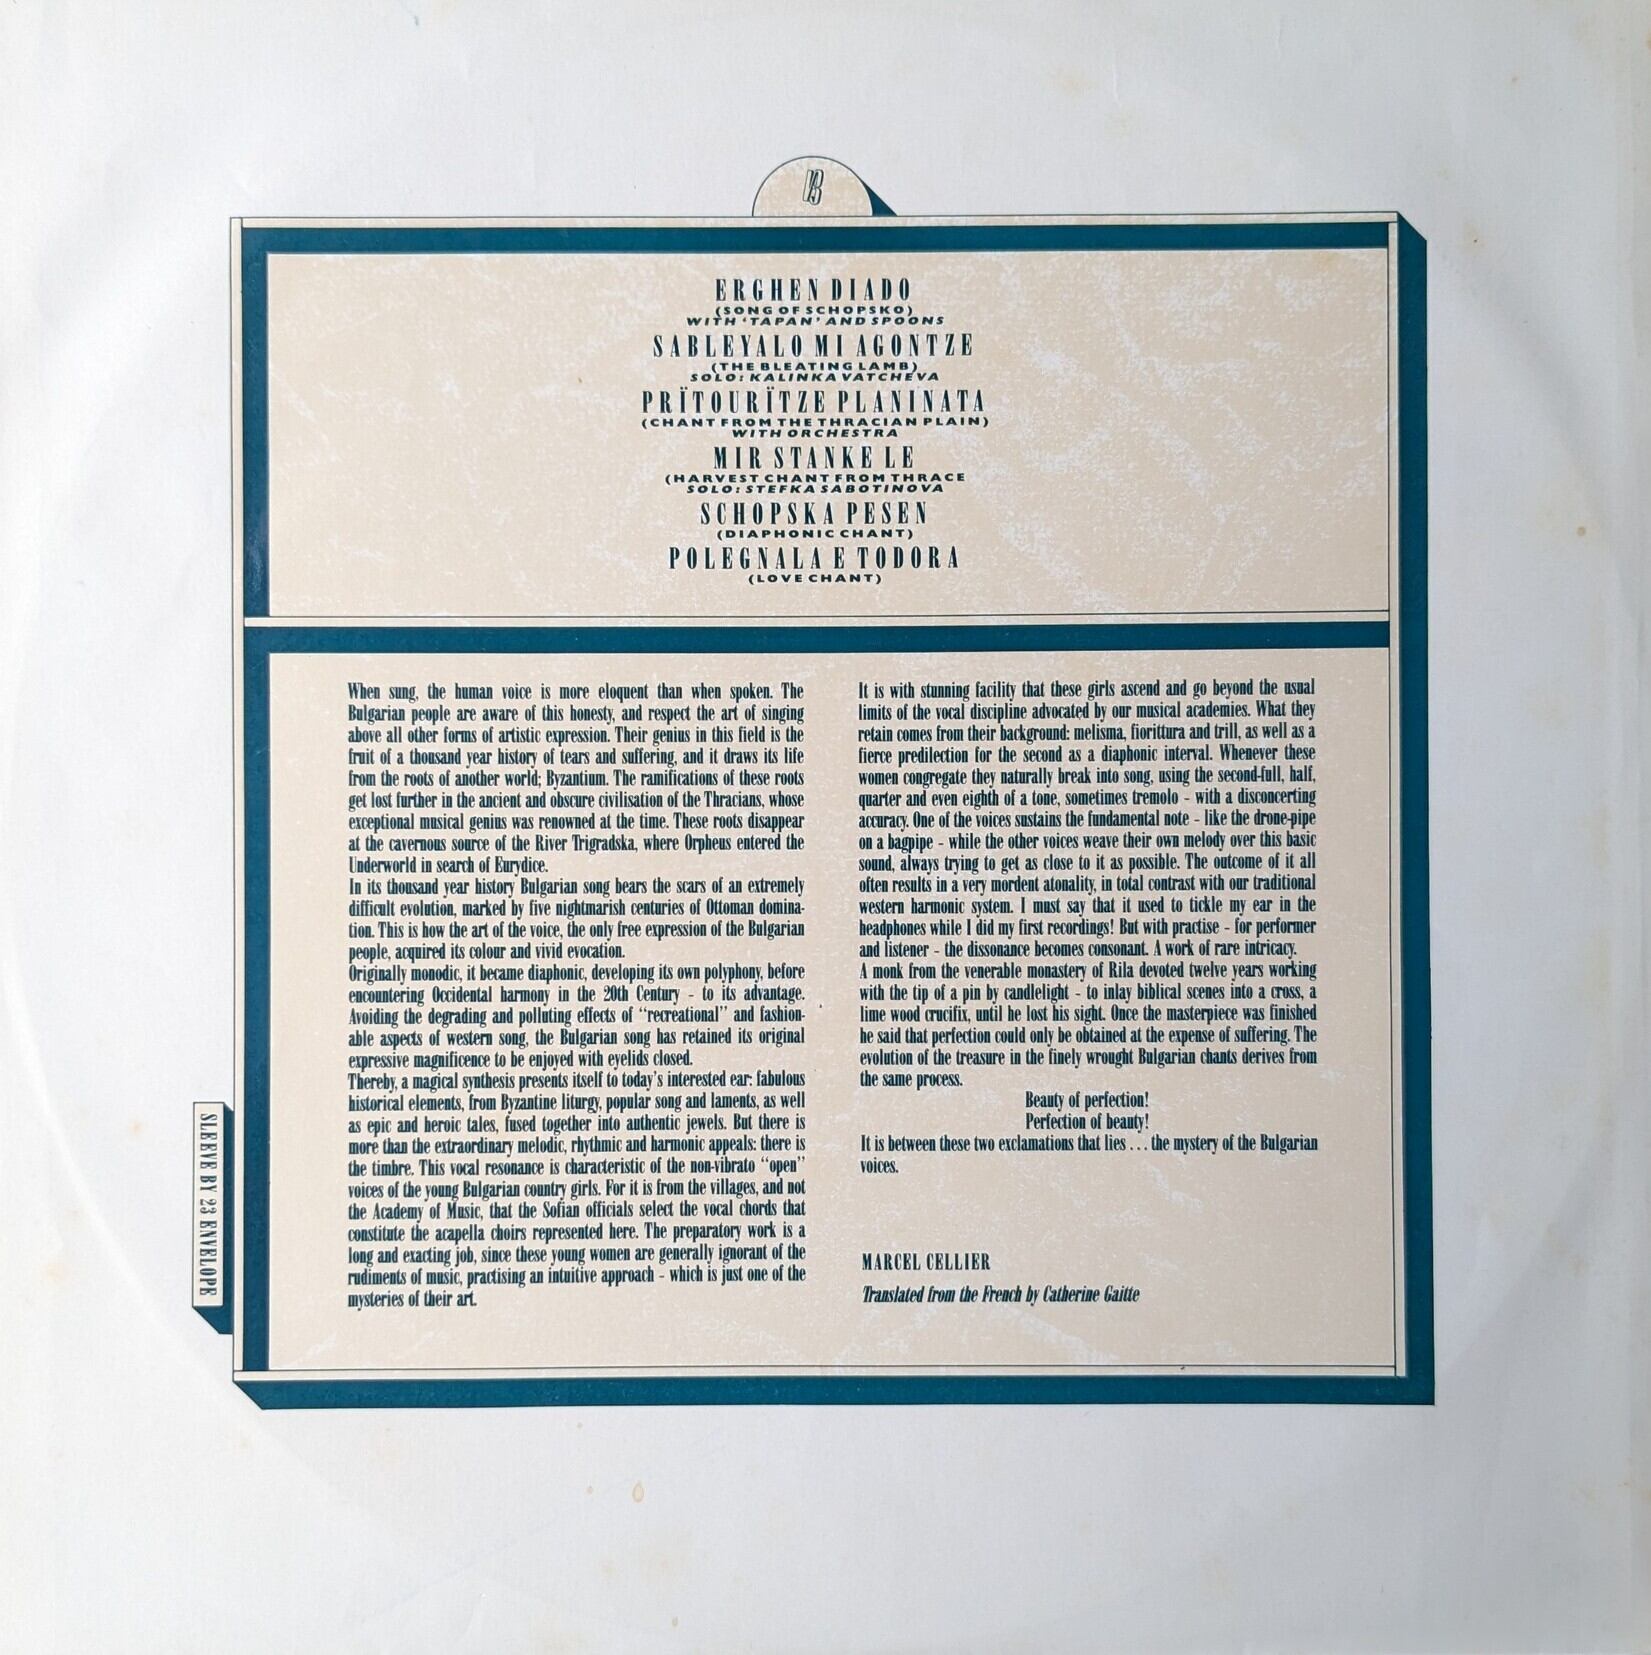 B
ERGHEN DIADO
(SONG OF SCHOPSKO)
WITH 'TAPAN' AND SPOONS
SABLEYALO MI AGONTZE
(THE BLEATING LAMB)
SOLO: KALINKA VATCHEVA
PRÏTOURÏTZE PLANINATA
(CHANT FROM THE THRACIAN PLAIN)
WITH ORCHESTRA
MIR STANKE LE
(HARVEST CHANT FROM THRACE
SOLO: STEFKA SABOTINOVA
SCHOPSKA PESEN
(DIAPHONIC CHANT)
POLEGNALA E TODORA
(LOVE CHANT)
When sung, the human voice is more eloquent than when spoken. The
Bulgarian people are aware of this honesty, and respect the art of singing
above all other forms of artistic expression. Their genius in this field is the
fruit of a thousand year history of tears and suffering, and it draws its life
from the roots of another world; Byzantium. The ramifications of these roots
get lost further in the ancient and obscure civilisation of the Thracians, whose
exceptional musical genius was renowned at the time. These roots disappear
at the cavernous source of the River Trigradska, where Orpheus entered the
Underworld in search of Eurydice.
In its thousand year history Bulgarian song bears the scars of an extremely
difficult evolution, marked by five nightmarish centuries of Ottoman domina-
tion. This is how the art of the voice, the only free expression of the Bulgarian
people, acquired its colour and vivid evocation.
Originally monodic, it became diaphonic, developing its own polyphony, before
encountering Occidental harmony in the 20th Century - to its advantage.
Avoiding the degrading and polluting effects of "recreational" and fashion-
able aspects of western song, the Bulgarian song has retained its original
expressive magnificence to be enjoyed with eyelids closed.
Thereby, a magical synthesis presents itself to today's interested ear: fabulous
historical elements, from Byzantine liturgy, popular song and laments, as well
as epic and heroic tales, fused together into authentic jewels. But there is
more than the extraordinary melodic, rhythmic and harmonic appeals: there is
the timbre. This vocal resonance is characteristic of the non-vibrato "open"
voices of the young Bulgarian country girls. For it is from the villages, and not
the Academy of Music, that the Sofian officials select the vocal chords that
constitute the acapella choirs represented here. The preparatory work is a
long and exacting job, since these young women are generally ignorant of the
rudiments of music, practising an intuitive approach - which is just one of the
mysteries of their art.
It is with stunning facility that these girls ascend and go beyond the usual
limits of the vocal discipline advocated by our musical academies. What they
retain comes from their background: melisma, fiorittura and trill, as well as a
fierce predilection for the second as a diaphonic interval. Whenever these
women congregate they naturally break into song, using the second-full, half,
quarter and even eighth of a tone, sometimes tremolo - with a disconcerting
accuracy. One of the voices sustains the fundamental note - like the drone-pipe
on a bagpipe - while the other voices weave their own melody over this basic
sound, always trying to get as close to it as possible. The outcome of it all
often results in a very mordent atonality, in total contrast with our traditional
western harmonic system. I must say that it used to tickle my ear in the
headphones while I did my first recordings! But with practise - for performer
and listener - the dissonance becomes consonant. A work of rare intricacy.
A monk from the venerable monastery of Rila devoted twelve years working
with the tip of a pin by candlelight - to inlay biblical scenes into a cross, a
lime wood crucifix, until he lost his sight. Once the masterpiece was finished
he said that perfection could only be obtained at the expense of suffering. The
evolution of the treasure in the finely wrought Bulgarian chants derives from
the same process.
Beauty of perfection!
Perfection of beauty!
It is between these two exclamations that lies . . . the mystery of the Bulgarian
voices.
MARCEL CELLIER
Translated from the French by Catherine Gaitte
SLEEVE BY 23 ENVELOPE